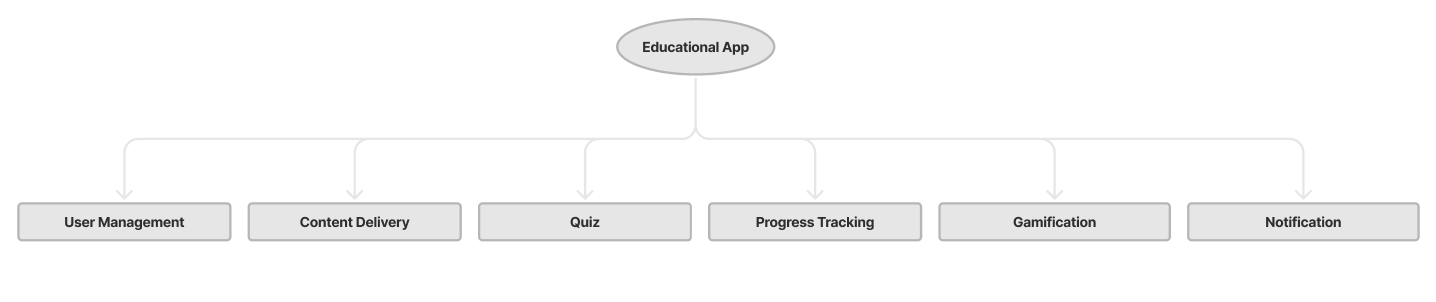 Educational App
User Management
Content Delivery
Quiz
Progress Tracking
Gamification
Notification